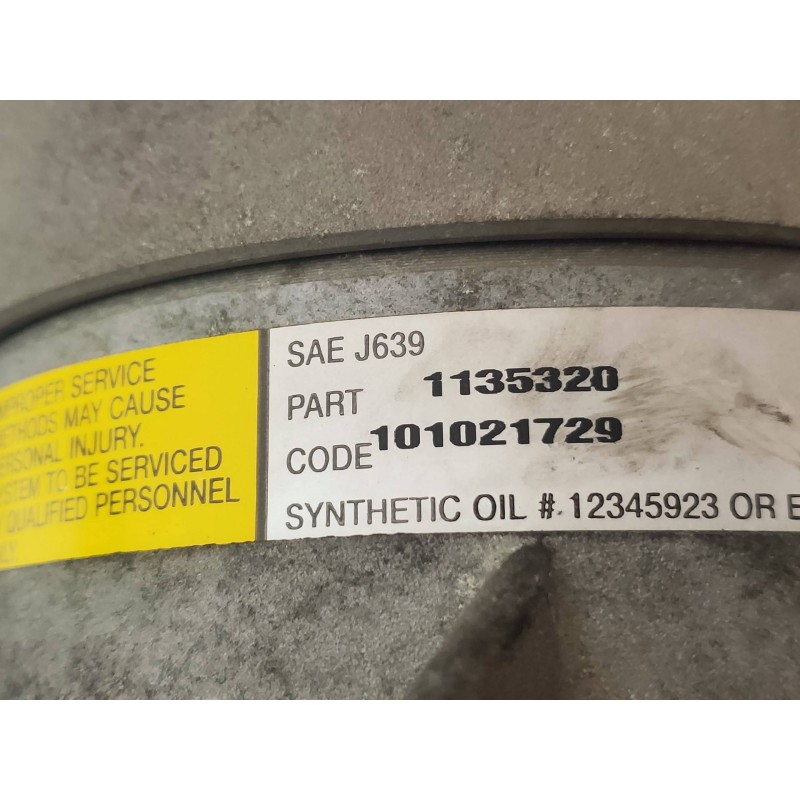 SERVICE
MAY CAUSE
INJURY.
TO BE SERVICED
QUALIFIED PERSONNEL
SAE J639
PART 1135320
CODE 101021729
SYNTHETIC OIL # 12345923 OR